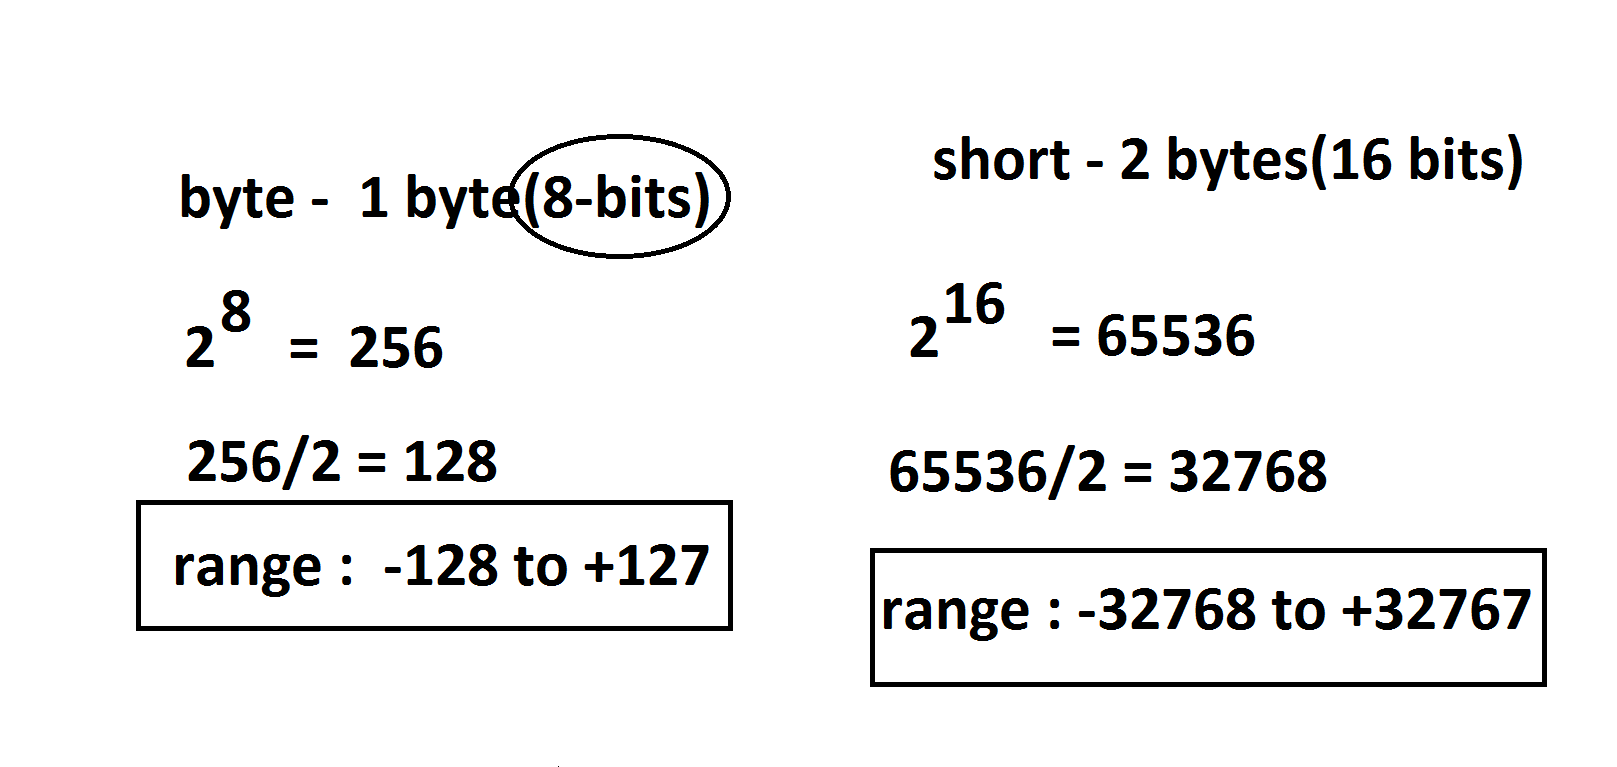 byte - 1 byte(8-bits)
2^8 = 256
256/2 = 128
range : -128 to +127
short - 2 bytes(16 bits)
2^16 = 65536
65536/2 = 32768
range : -32768 to +32767